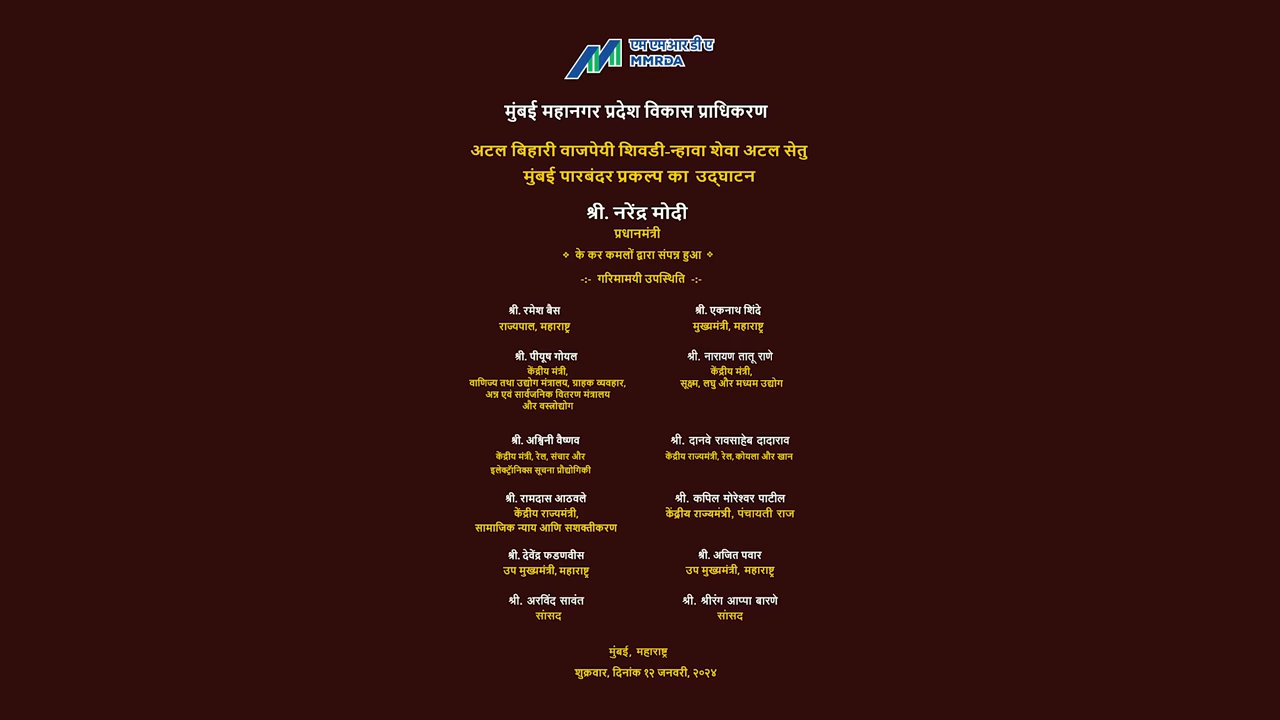 एम एम आर डी ए
MMRDA
मुंबई महानगर प्रदेश विकास प्राधिकरण
अटल बिहारी वाजपेयी शिवडी-न्हावा शेवा अटल सेतु
मुंबई पारबंदर प्रकल्प का उद्घाटन
श्री. नरेंद्र मोदी
प्रधानमंत्री
के कर कमलों द्वारा संपन्न हुआ
-:- गरिमामयी उपस्थिति -:-
श्री. रमेश बैस
राज्यपाल, महाराष्ट्र
श्री. एकनाथ शिंदे
मुख्यमंत्री, महाराष्ट्र
श्री. पीयूष गोयल
केंद्रीय मंत्री,
वाणिज्य तथा उद्योग मंत्रालय, ग्राहक व्यवहार,
अन्न एवं सार्वजनिक वितरण मंत्रालय
और वस्त्रोद्योग
श्री. नारायण तातू राणे
केंद्रीय मंत्री,
सूक्ष्म, लघु और मध्यम उद्योग
श्री. अश्विनी वैष्णव
केंद्रीय मंत्री, रेल, संचार और
इलेक्ट्रॉनिक्स सूचना प्रौद्योगिकी
श्री. दानवे रावसाहेब दादाराव
केंद्रीय राज्यमंत्री, रेल, कोयला और खान
श्री. रामदास आठवले
केंद्रीय राज्यमंत्री,
सामाजिक न्याय आणि सशक्तीकरण
श्री. कपिल मोरेश्वर पाटील
केंद्रीय राज्यमंत्री, पंचायती राज
श्री. देवेंद्र फडणवीस
उप मुख्यमंत्री, महाराष्ट्र
श्री. अजित पवार
उप मुख्यमंत्री, महाराष्ट्र
श्री. अरविंद सावंत
सांसद
श्री. श्रीरंग आप्पा बारणे
सांसद
मुंबई, महाराष्ट्र
शुक्रवार, दिनांक १२ जनवरी, २०२४